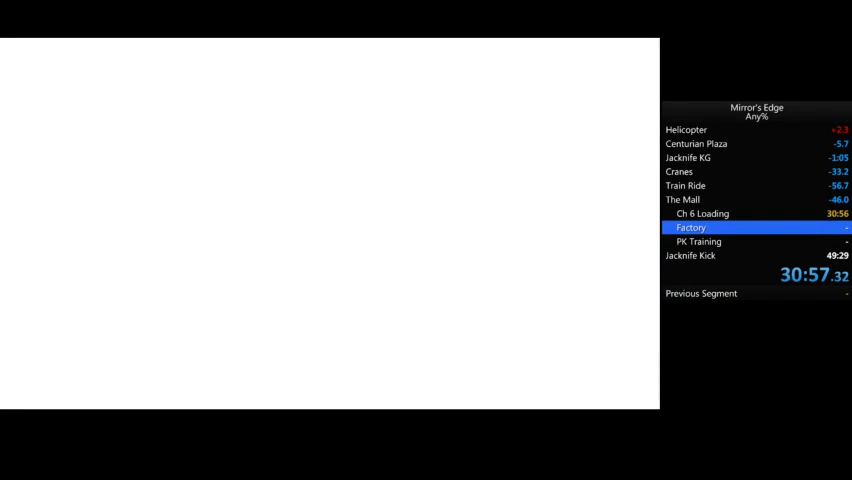 Mirror's Edge
Any%
Helicopter +2.3
Centurian Plaza -5.7
Jacknife KG -1:05
Cranes -33.2
Train Ride -56.7
The Mall -46.0
Ch 6 Loading 30:56
Factory -
PK Training -
Jacknife Kick 49:29
30:57.32
Previous Segment -